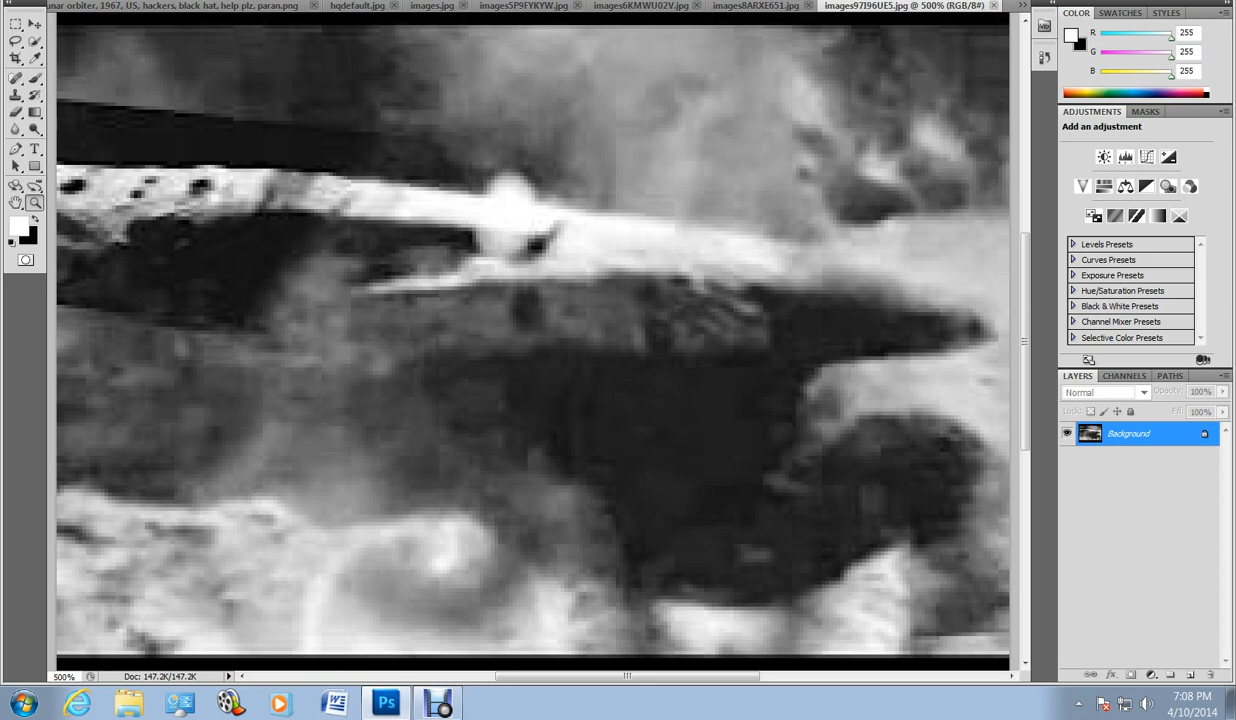 unar orbiter, 1967, US, hackers, black hat, help plz, paran.png
hqdefault.jpg
images.jpg
images5P9FYKYW.jpg
images6KMWU02V.jpg
images8ARXE651.jpg
images97I96UE5.jpg @ 500% (RGB/8#)
COLOR SWATCHES STYLES
R 255
G 255
B 255
ADJUSTMENTS MASKS
Add an adjustment
Levels Presets
Curves Presets
Exposure Presets
Hue/Saturation Presets
Black & White Presets
Channel Mixer Presets
Selective Color Presets
LAYERS CHANNELS PATHS
Normal Opacity: 100%
Lock: Fill: 100%
Background
500% Doc: 147.2K/147.2K
W Ps
7:08 PM
4/10/2014